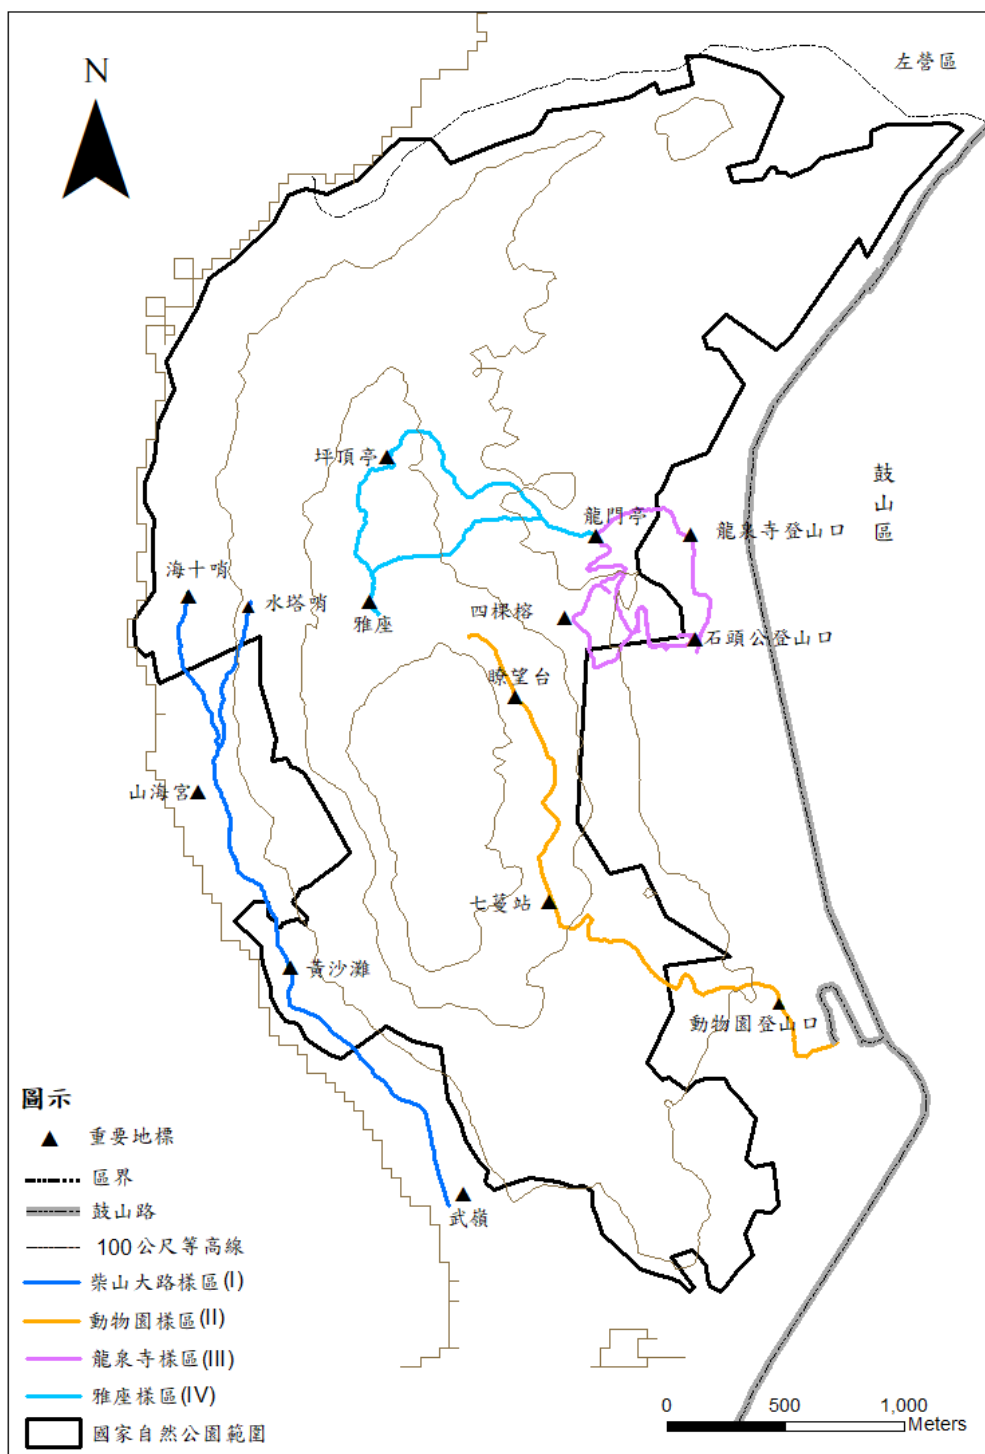 左營區
N
鼓山區
坪頂亭
龍門亭
龍泉寺登山口
海十哨
水塔哨
雅座
四棵榕
石頭公登山口
瞭望台
山海宮
七蔓站
黃沙灘
動物園登山口
武嶺
圖示
重要地標
區界
鼓山路
100公尺等高線
柴山大路樣區(I)
動物園樣區(II)
龍泉寺樣區(III)
雅座樣區(IV)
國家自然公園範圍
0 500 1,000
Meters